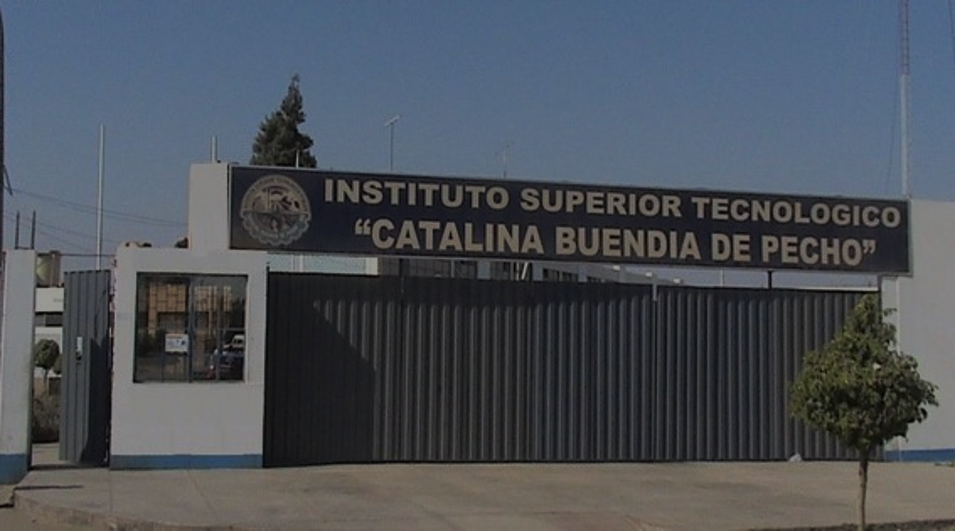 INSTITUTO SUPERIOR TECNOLOGICO
“CATALINA BUENDIA DE PECHO”